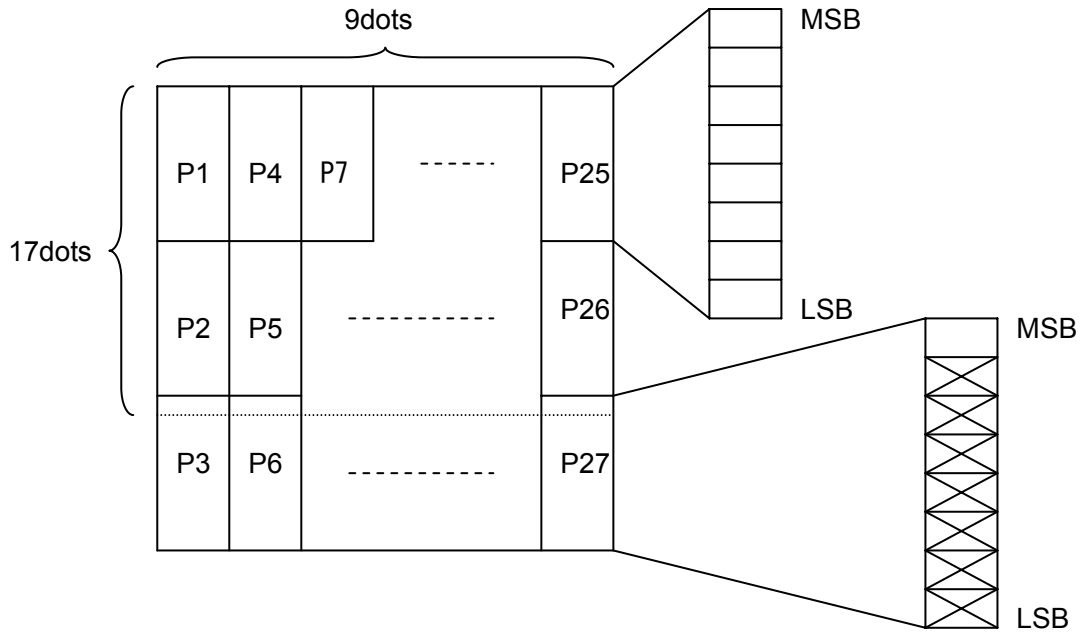 9dots
MSB
P1 P4 P7 P25
17dots
P2 P5 P26
LSB
MSB
P3 P6 P27
LSB